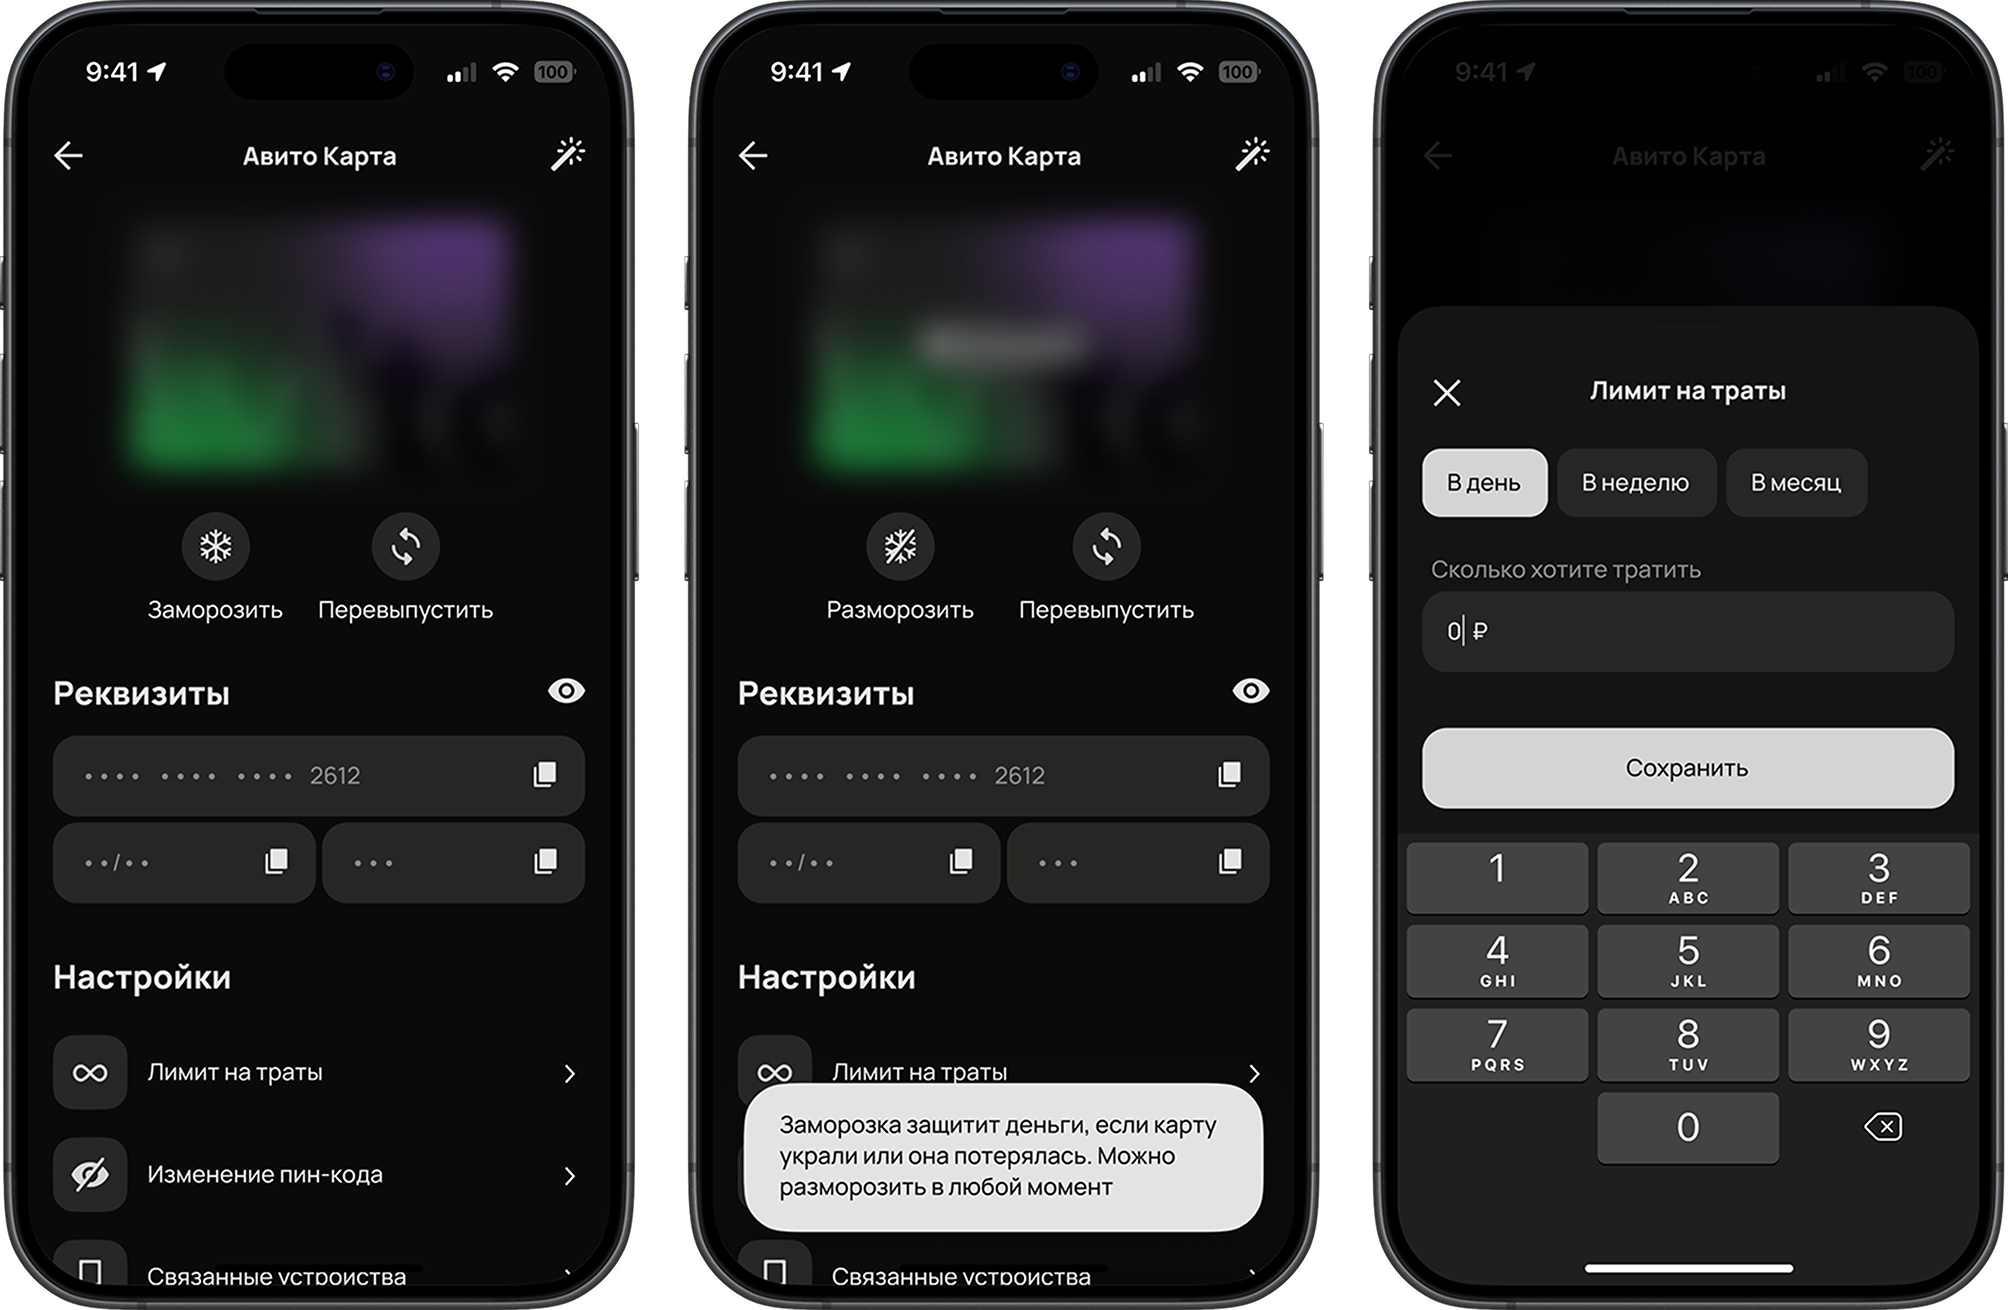 9:41
100
Авито Карта
Заморозить
Перевыпустить
Реквизиты
•••• •••• •••• 2612
••/••
•••
Настройки
Лимит на траты
Изменение пин-кода
Связанные устройства
9:41
100
Авито Карта
Разморозить
Перевыпустить
Реквизиты
•••• •••• •••• 2612
••/••
•••
Настройки
Лимит на траты
Заморозка защитит деньги, если карту
украли или она потерялась. Можно
разморозить в любой момент
Связанные устройства
9:41
100
Авито Карта
Лимит на траты
В день
В неделю
В месяц
Сколько хотите тратить
0 ₽
Сохранить
1
2
ABC
3
DEF
4
GHI
5
JKL
6
MNO
7
PQRS
8
TUV
9
WXYZ
0